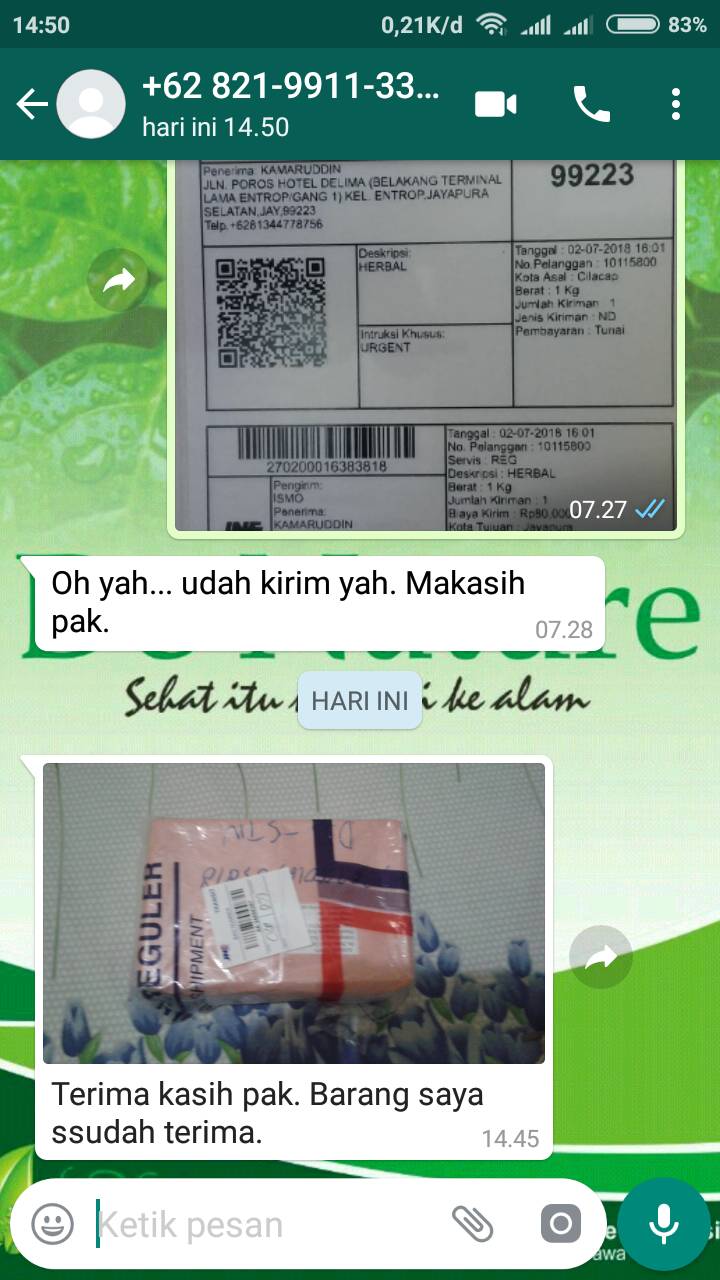 14:50
0,21K/d
83%
+62 821-9911-33...
hari ini 14.50
Penerima: KAMARUDDIN
JLN. POROS HOTEL DELIMA (BELAKANG TERMINAL
LAMA ENTROP/GANG 1) KEL. ENTROP,JAYAPURA
SELATAN,JAY,99223
Telp.+6281344778756
99223
Deskripsi:
HERBAL
Intruksi Khusus:
URGENT
Tanggal : 02-07-2018 16:01
No.Pelanggan : 10115800
Kota Asal : Cilacap
Berat : 1 Kg
Jumlah Kiriman : 1
Jenis Kiriman : ND
Pembayaran : Tunai
270200016383818
Pengirim:
ISMO
Penerima:
KAMARUDDIN
JNE
Tanggal : 02-07-2018 16:01
No. Pelanggan : 10115800
Servis : REG
Deskripsi : HERBAL
Berat : 1 Kg
Jumlah Kiriman : 1
Biaya Kirim : Rp80.000
Kota Tujuan : Jayapura
07.27
Oh yah... udah kirim yah. Makasih
pak.
07.28
re
Sehat itu
HARI INI
i ke alam
REGULER
SHIPMENT
Terima kasih pak. Barang saya
ssudah terima.
14.45
Ketik pesan